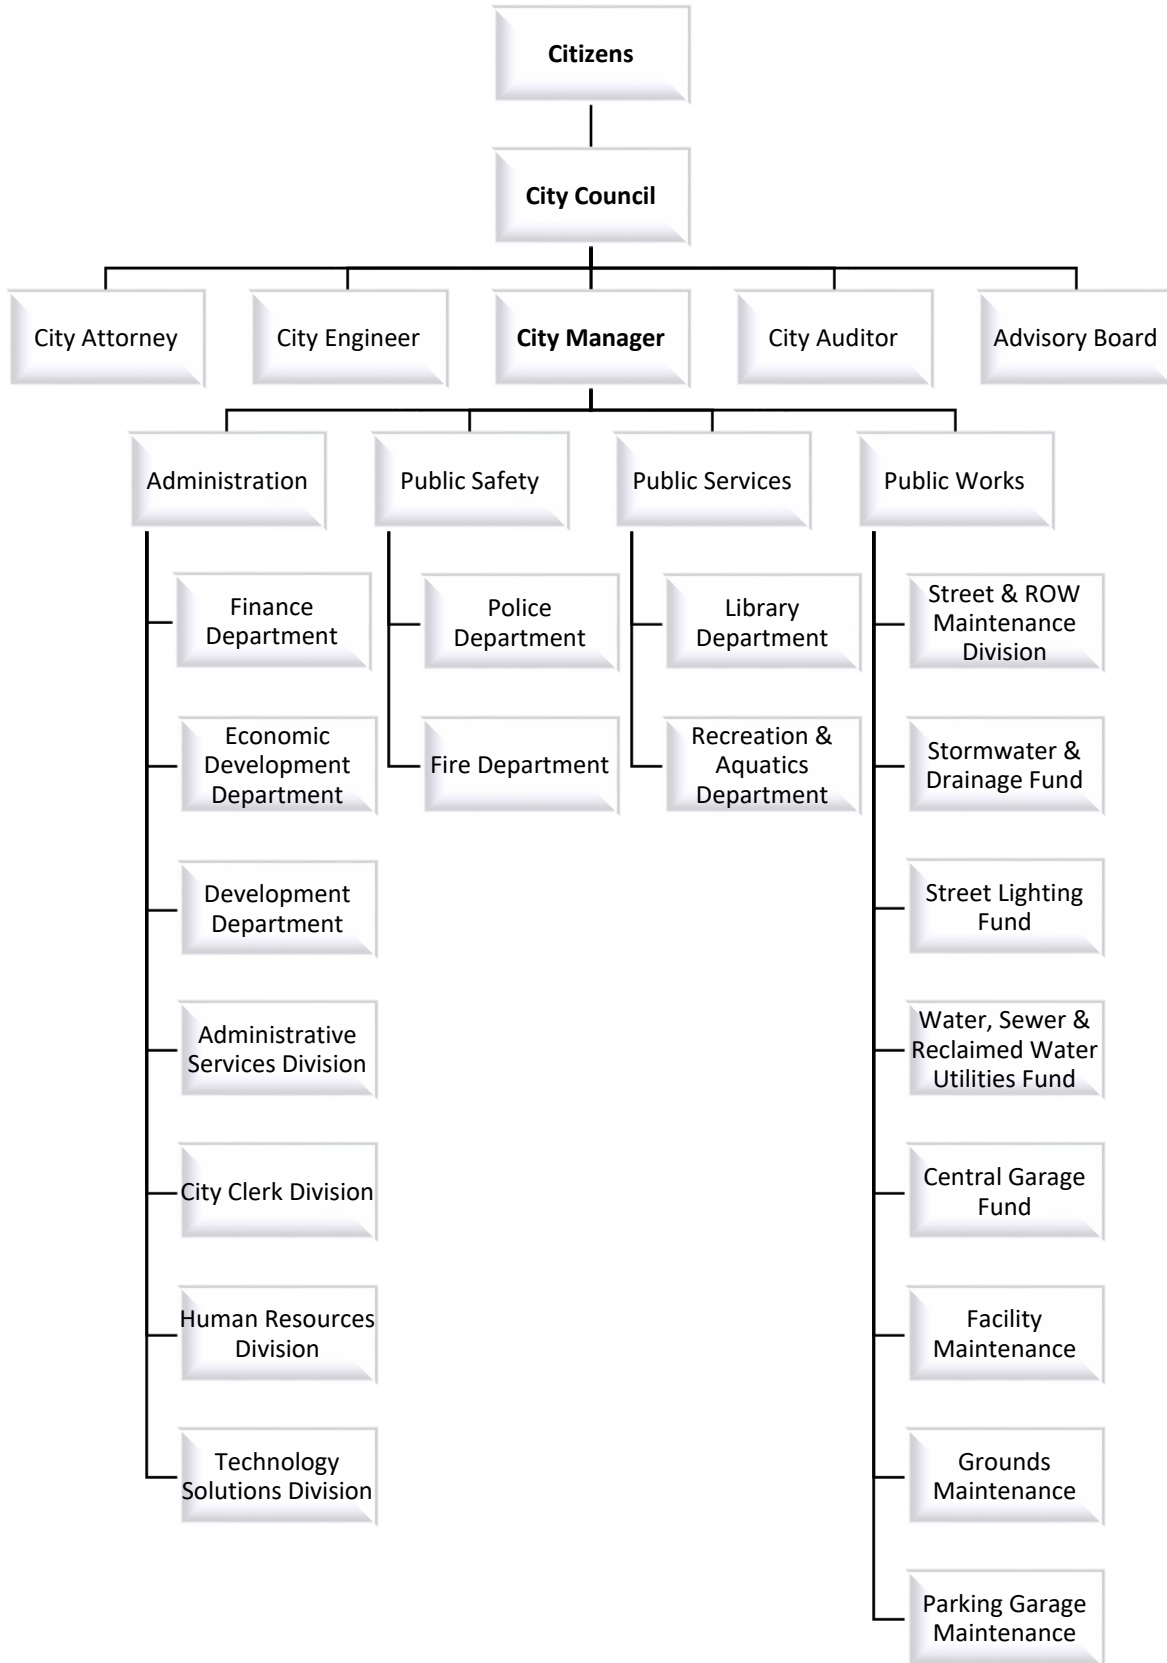 Citizens
City Council
City Attorney
City Engineer
City Manager
City Auditor
Advisory Board
Administration
Public Safety
Public Services
Public Works
Finance
Department
Economic
Development
Department
Development
Department
Administrative
Services Division
City Clerk Division
Human Resources
Division
Technology
Solutions Division
Police
Department
Fire Department
Library
Department
Recreation &
Aquatics
Department
Street & ROW
Maintenance
Division
Stormwater &
Drainage Fund
Street Lighting
Fund
Water, Sewer &
Reclaimed Water
Utilities Fund
Central Garage
Fund
Facility
Maintenance
Grounds
Maintenance
Parking Garage
Maintenance